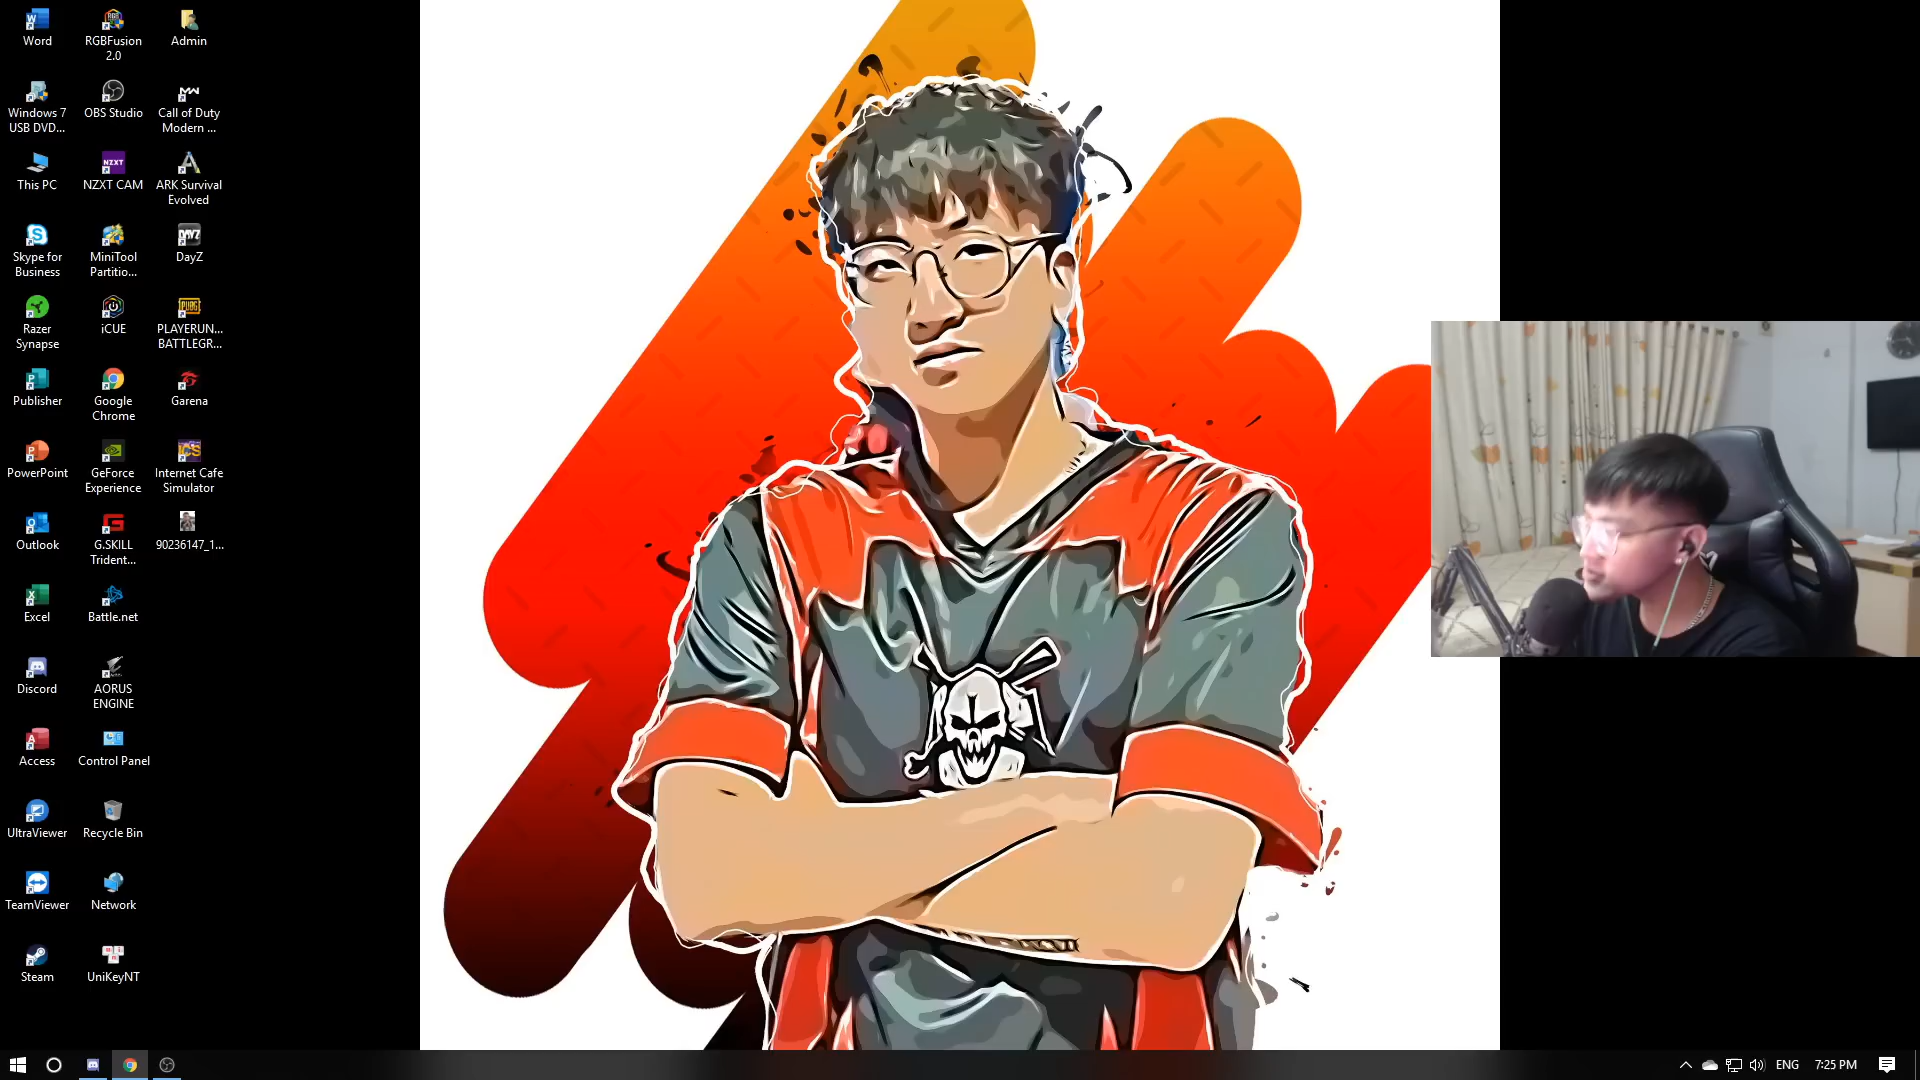 Word
RGBFusion
2.0
Admin
Windows 7
USB DVD...
OBS Studio
Call of Duty
Modern ...
This PC
NZXT
NZXT CAM
ARK Survival
Evolved
Skype for
Business
MiniTool
Partitio...
DAYZ
DayZ
Razer
Synapse
iCUE
PUBG
PLAYERUN...
BATTLEGR...
Publisher
Google
Chrome
Garena
PowerPoint
GeForce
Experience
Internet Cafe
Simulator
Outlook
G.SKILL
Trident...
90236147_1...
Excel
Battle.net
Discord
AORUS
ENGINE
Access
Control Panel
UltraViewer
Recycle Bin
TeamViewer
Network
Steam
UniKeyNT
ENG
7:25 PM